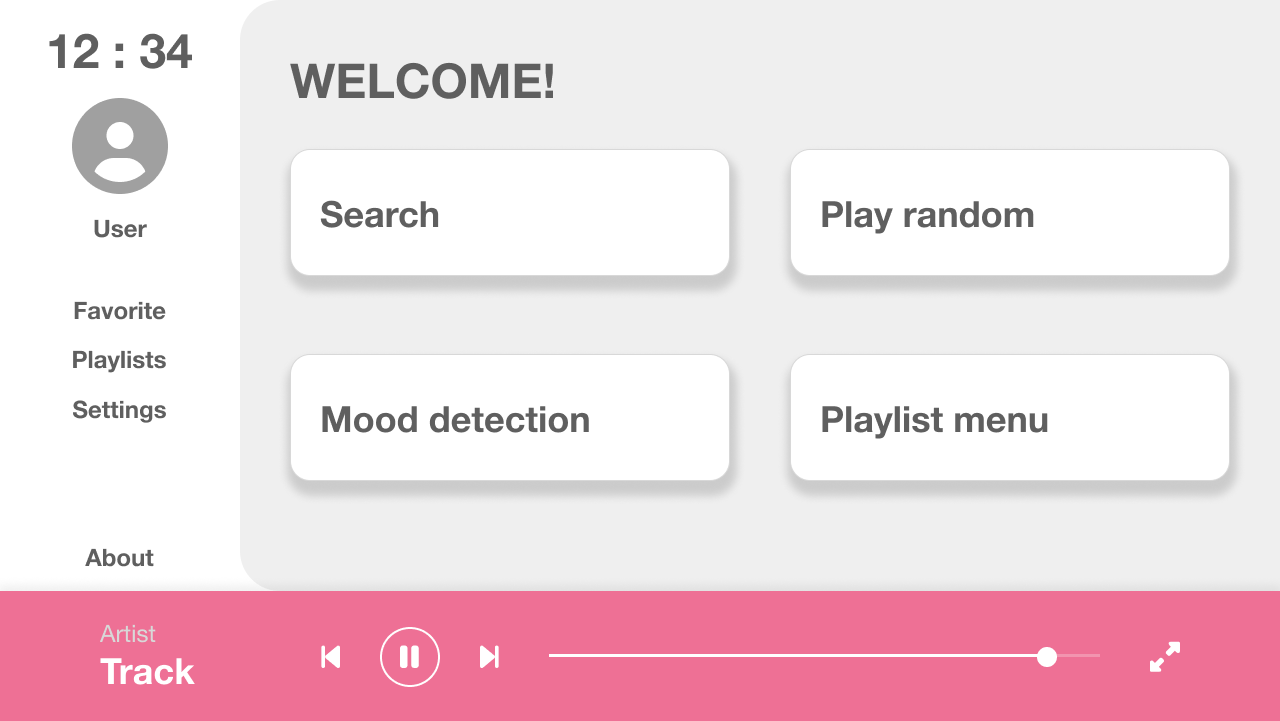 12 : 34
User
Favorite
Playlists
Settings
About
WELCOME!
Search
Play random
Mood detection
Playlist menu
Artist
Track